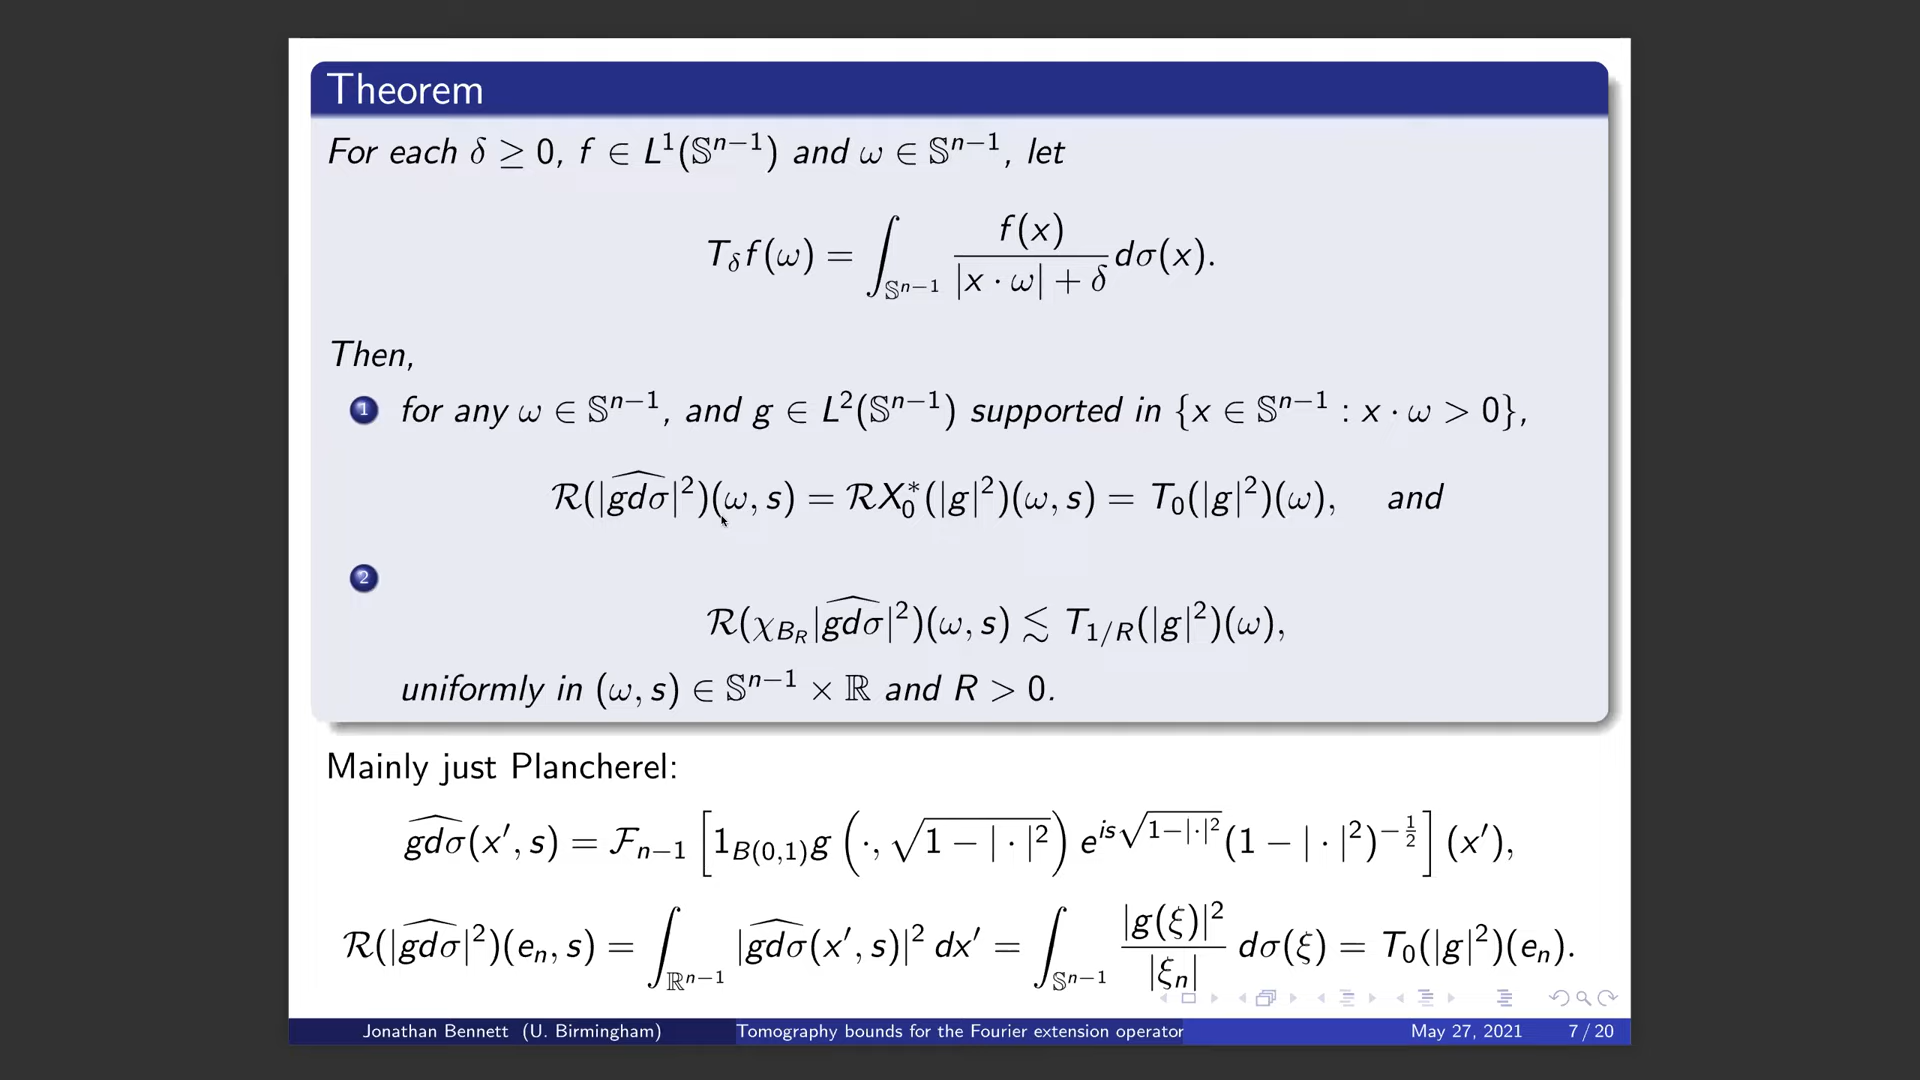 Theorem
For each δ ≥ 0, f ∈ L¹(𝕊ⁿ⁻¹) and ω ∈ 𝕊ⁿ⁻¹, let
T_δ f(ω) = ∫_{𝕊ⁿ⁻¹} f(x) / (|x · ω| + δ) dσ(x).
Then,
1 for any ω ∈ 𝕊ⁿ⁻¹, and g ∈ L²(𝕊ⁿ⁻¹) supported in {x ∈ 𝕊ⁿ⁻¹ : x · ω > 0},
ℛ(|\widehat{gdσ}|²)(ω, s) = ℛX₀*(|g|²)(ω, s) = T₀(|g|²)(ω), and
2
ℛ(χ_{B_R}|\widehat{gdσ}|²)(ω, s) ≲ T_{1/R}(|g|²)(ω),
uniformly in (ω, s) ∈ 𝕊ⁿ⁻¹ × ℝ and R > 0.
Mainly just Plancherel:
\widehat{gdσ}(x′, s) = ℱ_{n−1} [1_{B(0,1)} g (·, √(1 − | · |²)) e^{is√(1−|·|²)} (1 − | · |²)^{−1/2}] (x′),
ℛ(|\widehat{gdσ}|²)(e_n, s) = ∫_{ℝⁿ⁻¹} |\widehat{gdσ}(x′, s)|² dx′ = ∫_{𝕊ⁿ⁻¹} |g(ξ)|² / |ξ_n| dσ(ξ) = T₀(|g|²)(e_n).
Jonathan Bennett (U. Birmingham) Tomography bounds for the Fourier extension operator May 27, 2021 7 / 20